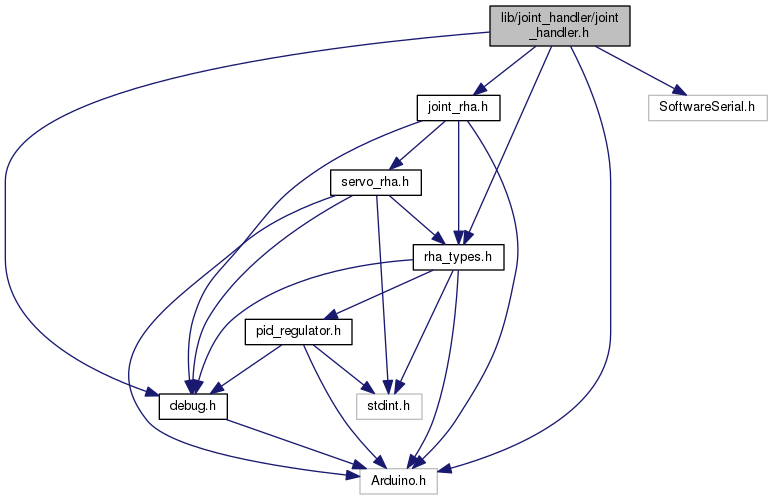 lib/joint_handler/joint
_handler.h
joint_rha.h
SoftwareSerial.h
servo_rha.h
rha_types.h
pid_regulator.h
debug.h
stdint.h
Arduino.h